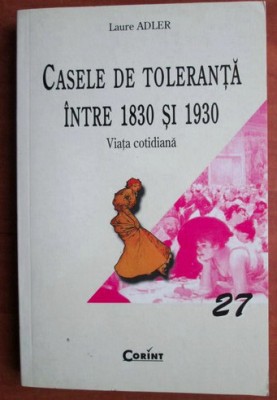 Laure ADLER
CASELE DE TOLERANȚĂ
ÎNTRE 1830 ȘI 1930
Viața cotidiană
27
CORINT